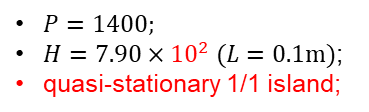 • P = 1400;
• H = 7.90 × 10² (L = 0.1m);
• quasi-stationary 1/1 island;